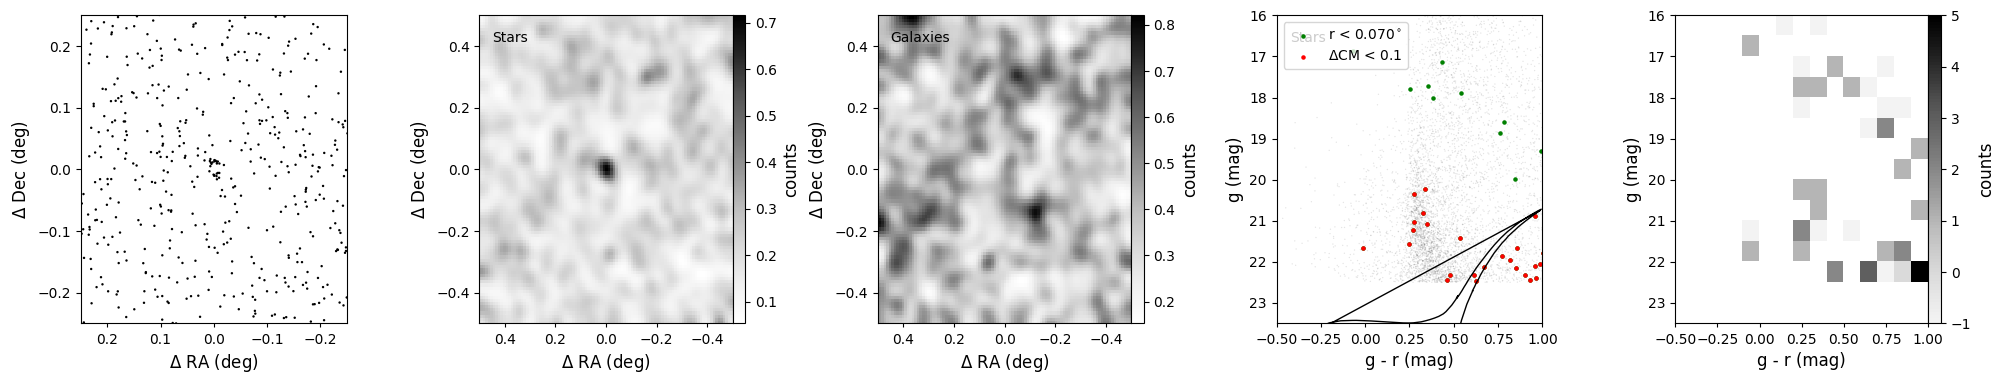 0.2
0.1
0.0
−0.1
−0.2
Δ Dec (deg)
0.2 0.1 0.0 −0.1 −0.2
Δ RA (deg)
Stars
0.4
0.2
0.0
−0.2
−0.4
Δ Dec (deg)
0.4 0.2 0.0 −0.2 −0.4
Δ RA (deg)
0.7
0.6
0.5
0.4
0.3
0.2
0.1
counts
Galaxies
0.4
0.2
0.0
−0.2
−0.4
Δ Dec (deg)
0.4 0.2 0.0 −0.2 −0.4
Δ RA (deg)
0.8
0.7
0.6
0.5
0.4
0.3
0.2
counts
Stars
r < 0.070°
ΔCM < 0.1
16
17
18
19
20
21
22
23
g (mag)
−0.50 −0.25 0.00 0.25 0.50 0.75 1.00
g - r (mag)
16
17
18
19
20
21
22
23
g (mag)
−0.50 −0.25 0.00 0.25 0.50 0.75 1.00
g - r (mag)
5
4
3
2
1
0
−1
counts